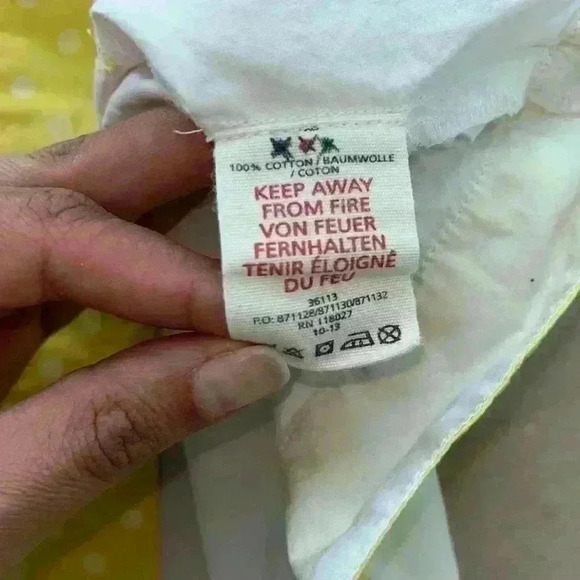 100% COTTON/BAUMWOLLE
/COTON
KEEP AWAY
FROM FIRE
VON FEUER
FERNHALTEN
TENIR ÉLOIGNÉ
DU FEU
36113
P.O: 871128/871130/871132
RN 118027
10-13